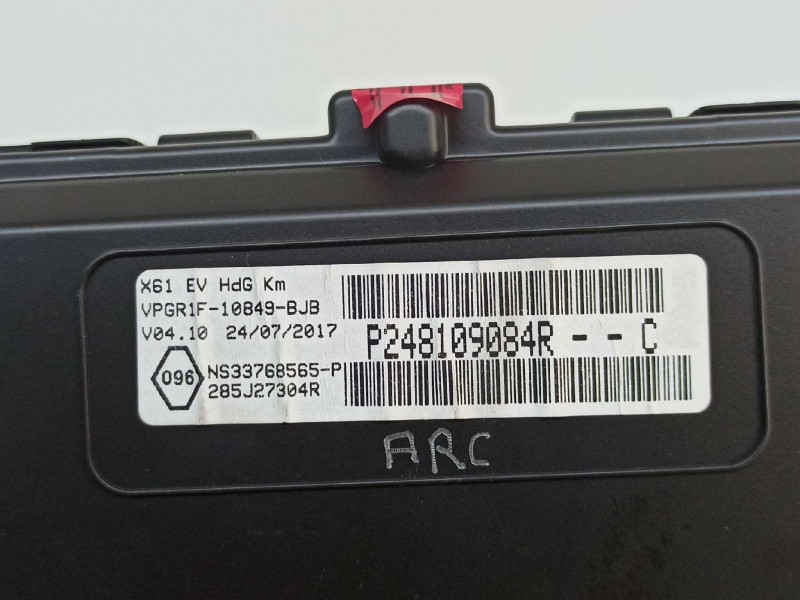 X61 EV HdG Km
VPGR1F-10849-BJB
V04.10 24/07/2017
P248109084R - - C
096
NS33768565-P
285J27304R
ARC